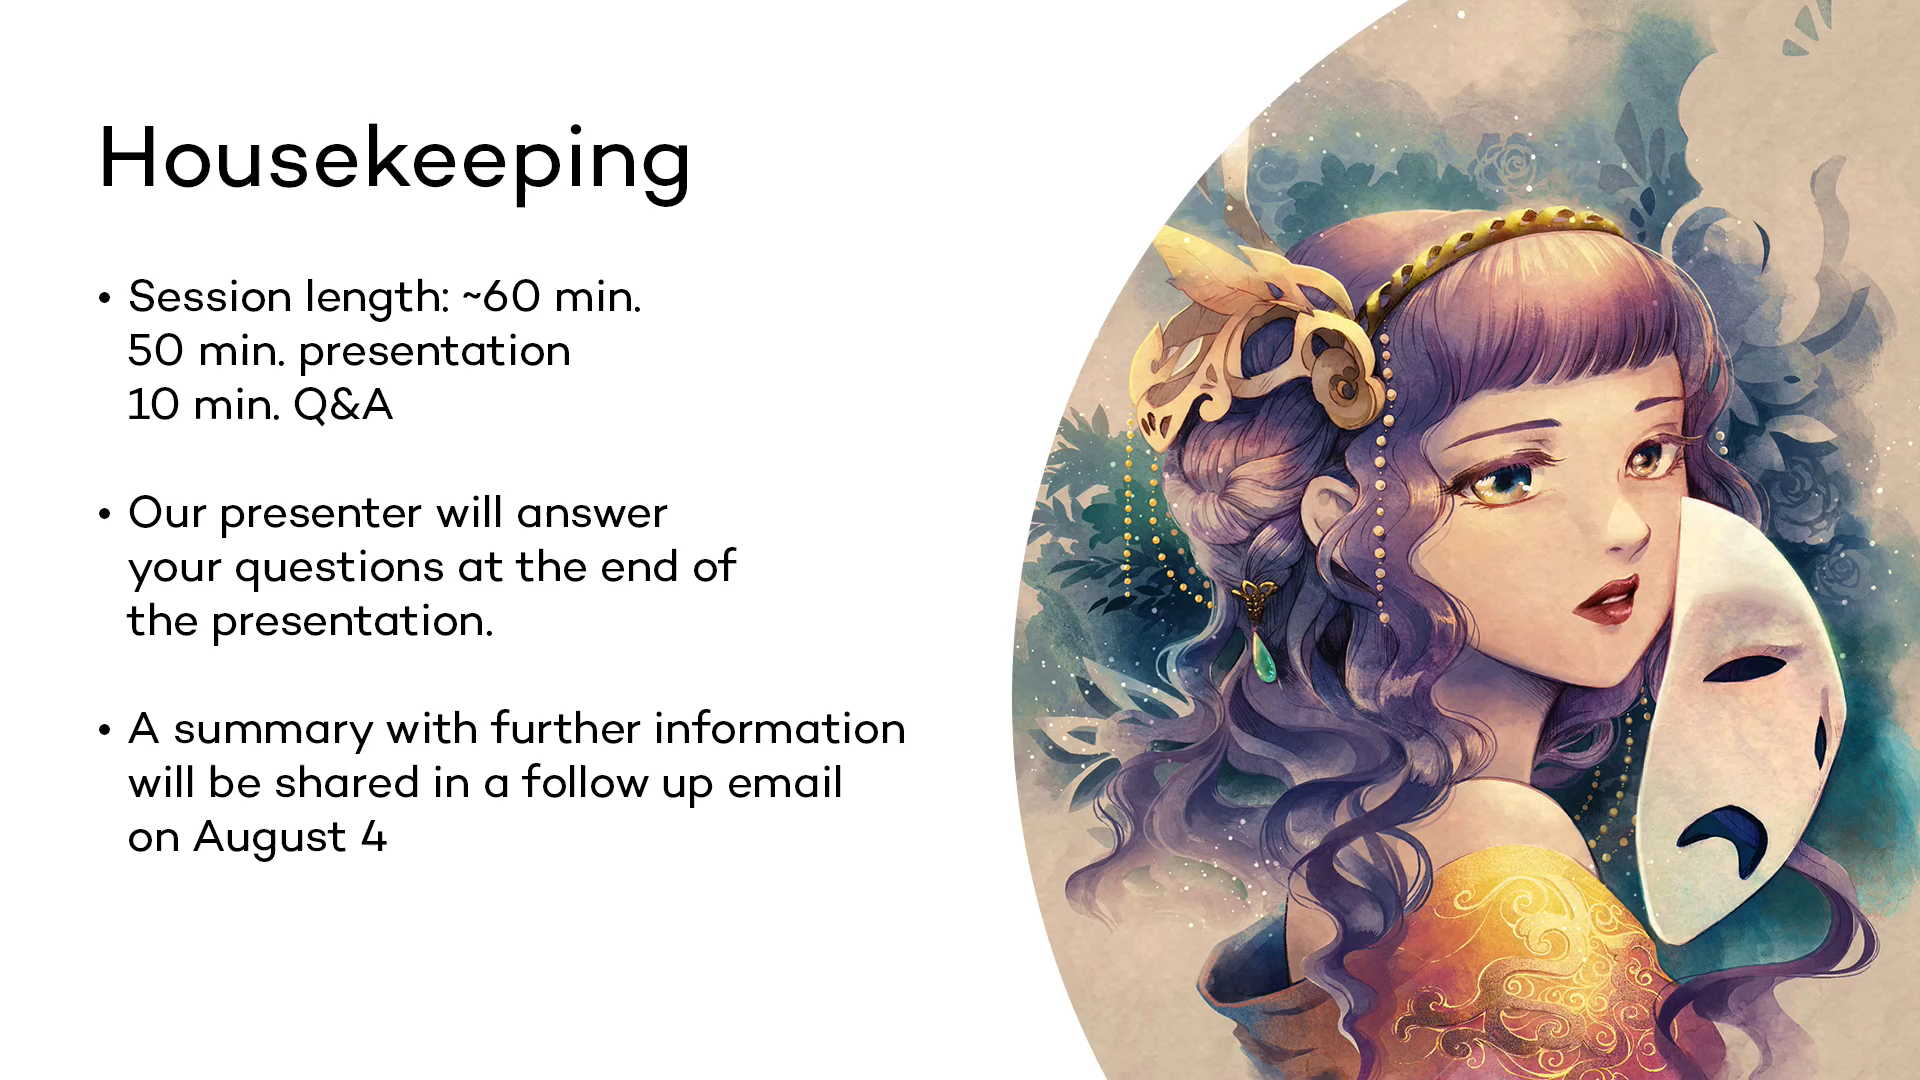 Housekeeping
• Session length: ~60 min.
50 min. presentation
10 min. Q&A
• Our presenter will answer
your questions at the end of
the presentation.
• A summary with further information
will be shared in a follow up email
on August 4